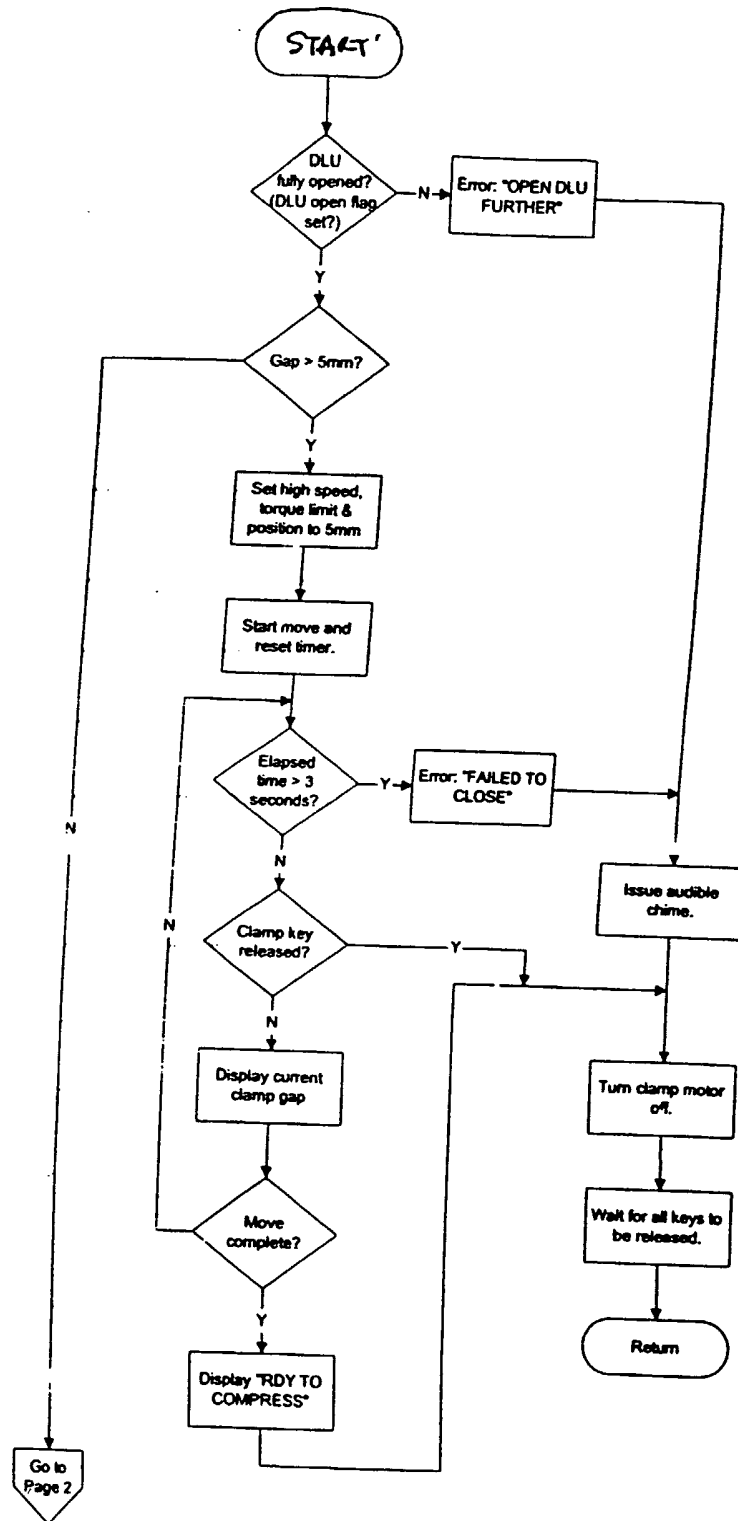 START
DLU
fully opened?
(DLU open flag
set?)
N
Error: "OPEN DLU
FURTHER"
Y
Gap > 5mm?
Y
Set high speed,
torque limit &
position to 5mm
Start move and
reset timer.
Elapsed
time > 3
seconds?
Y
Error: "FAILED TO
CLOSE"
N
N
Issue audible
chime.
N
Clamp key
released?
Y
N
Display current
clamp gap
Turn clamp motor
off.
Move
complete?
Wait for all keys to
be released.
Y
Return
Display "RDY TO
COMPRESS"
Go to
Page 2